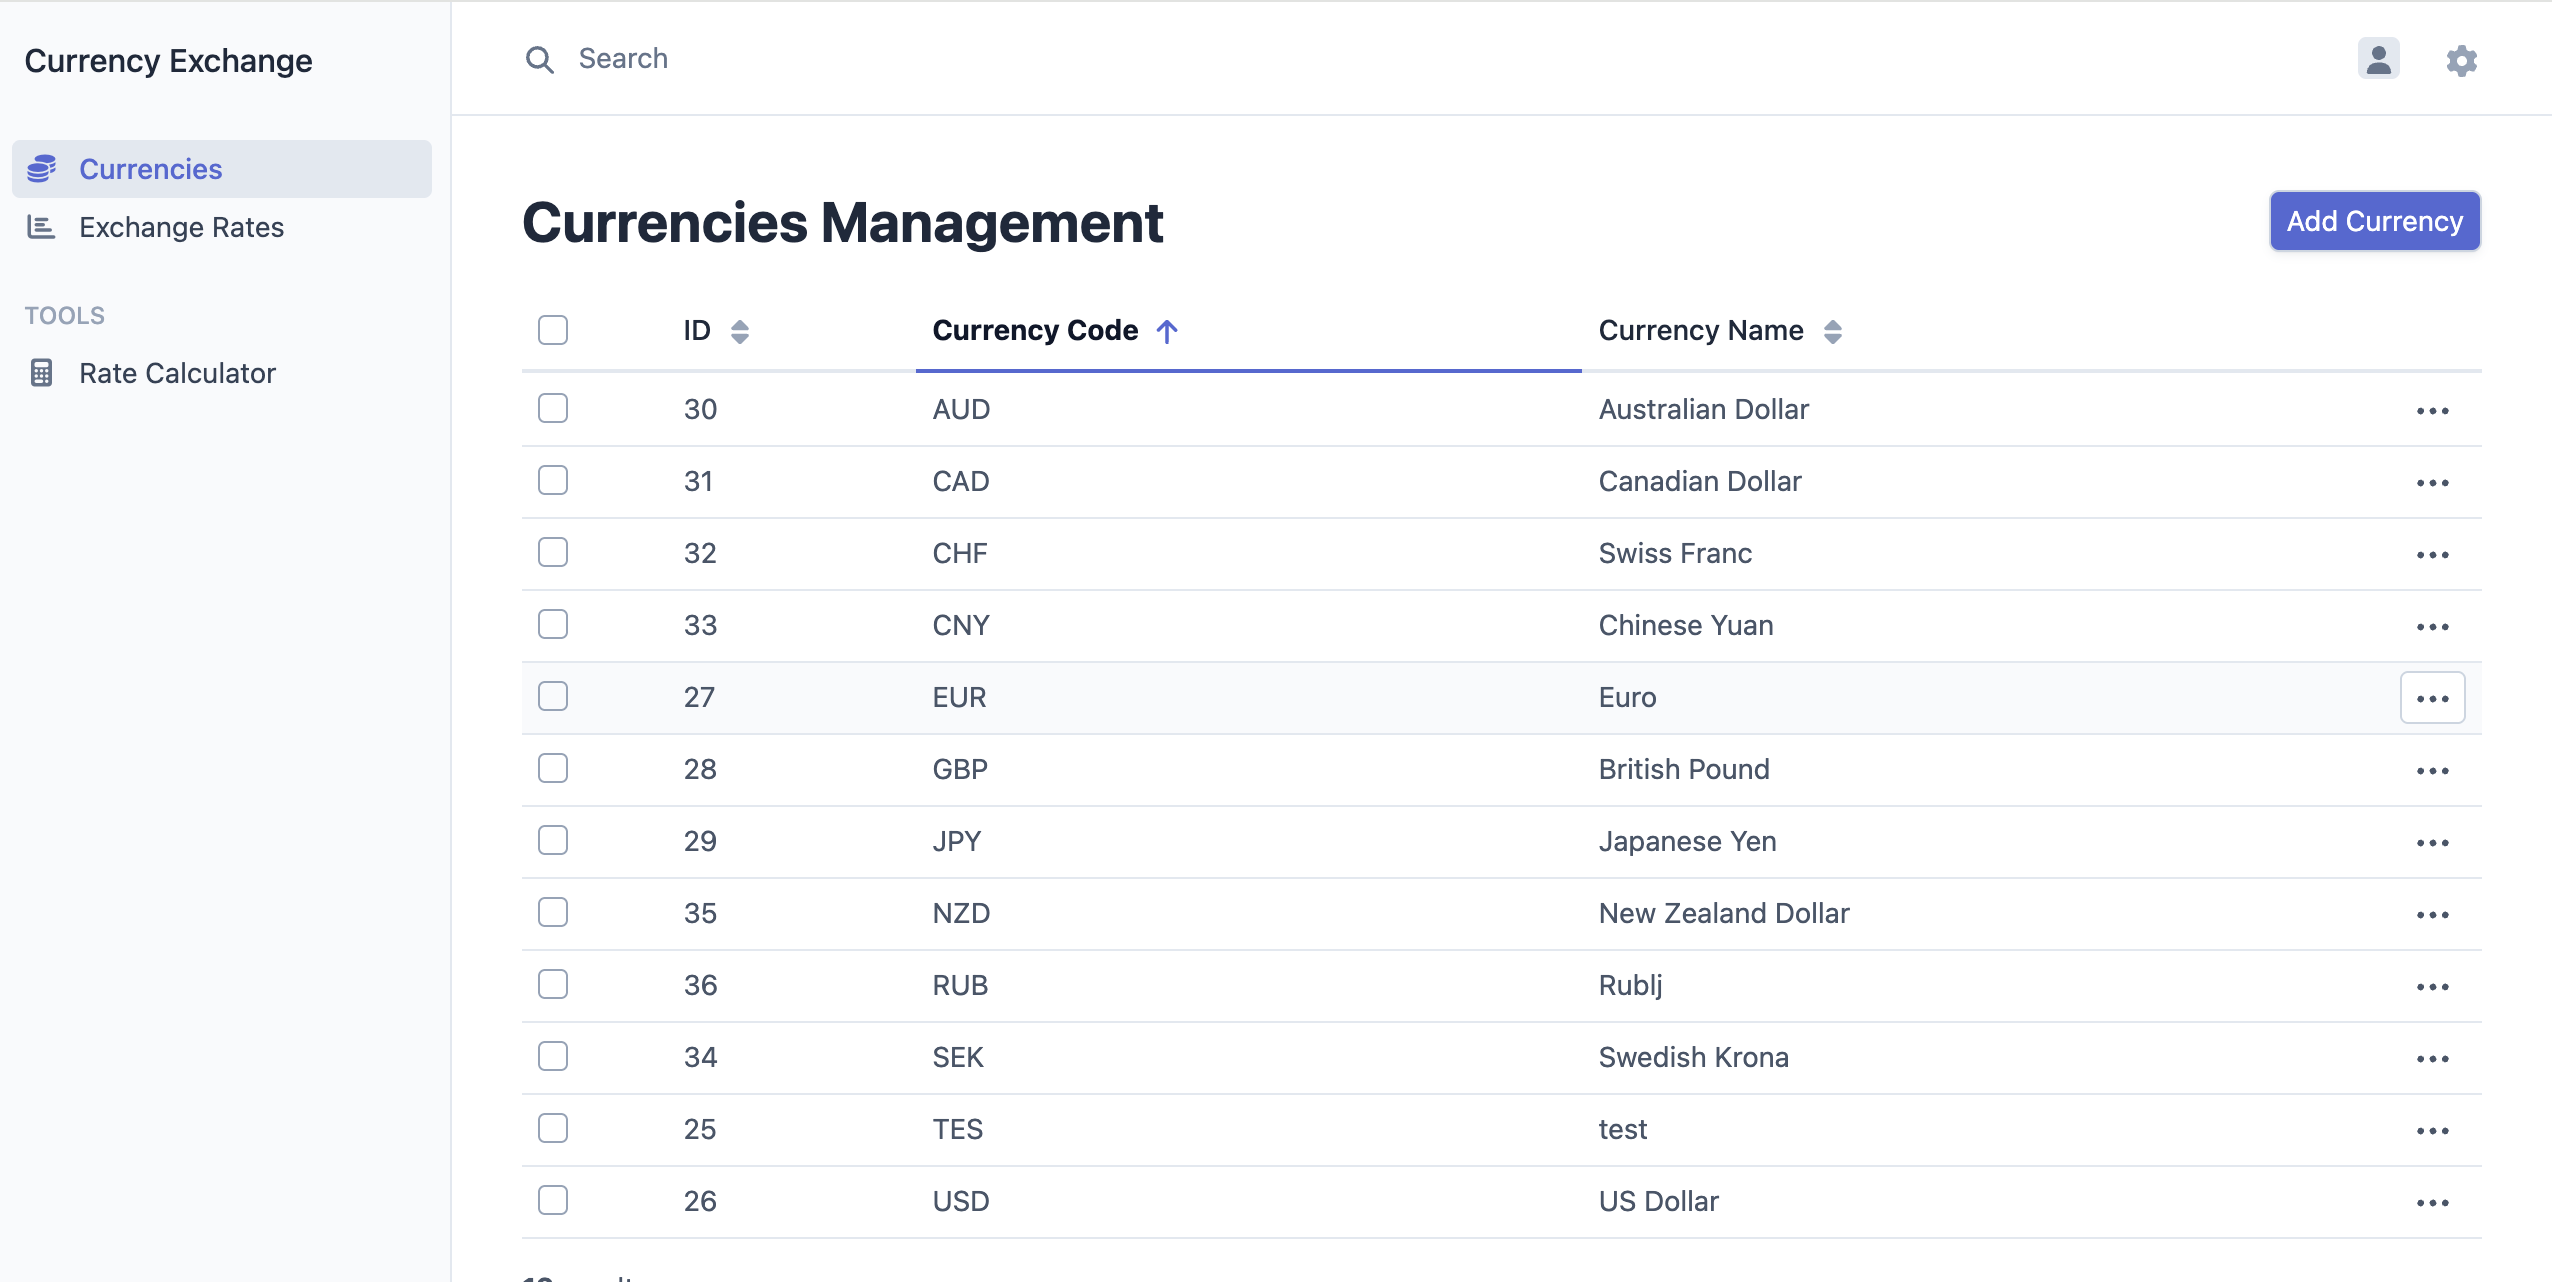 Currency Exchange
Search
Currencies
Exchange Rates
TOOLS
Rate Calculator
Currencies Management
Add Currency
ID Currency Code Currency Name
30 AUD Australian Dollar
31 CAD Canadian Dollar
32 CHF Swiss Franc
33 CNY Chinese Yuan
27 EUR Euro
28 GBP British Pound
29 JPY Japanese Yen
35 NZD New Zealand Dollar
36 RUB Rublj
34 SEK Swedish Krona
25 TES test
26 USD US Dollar